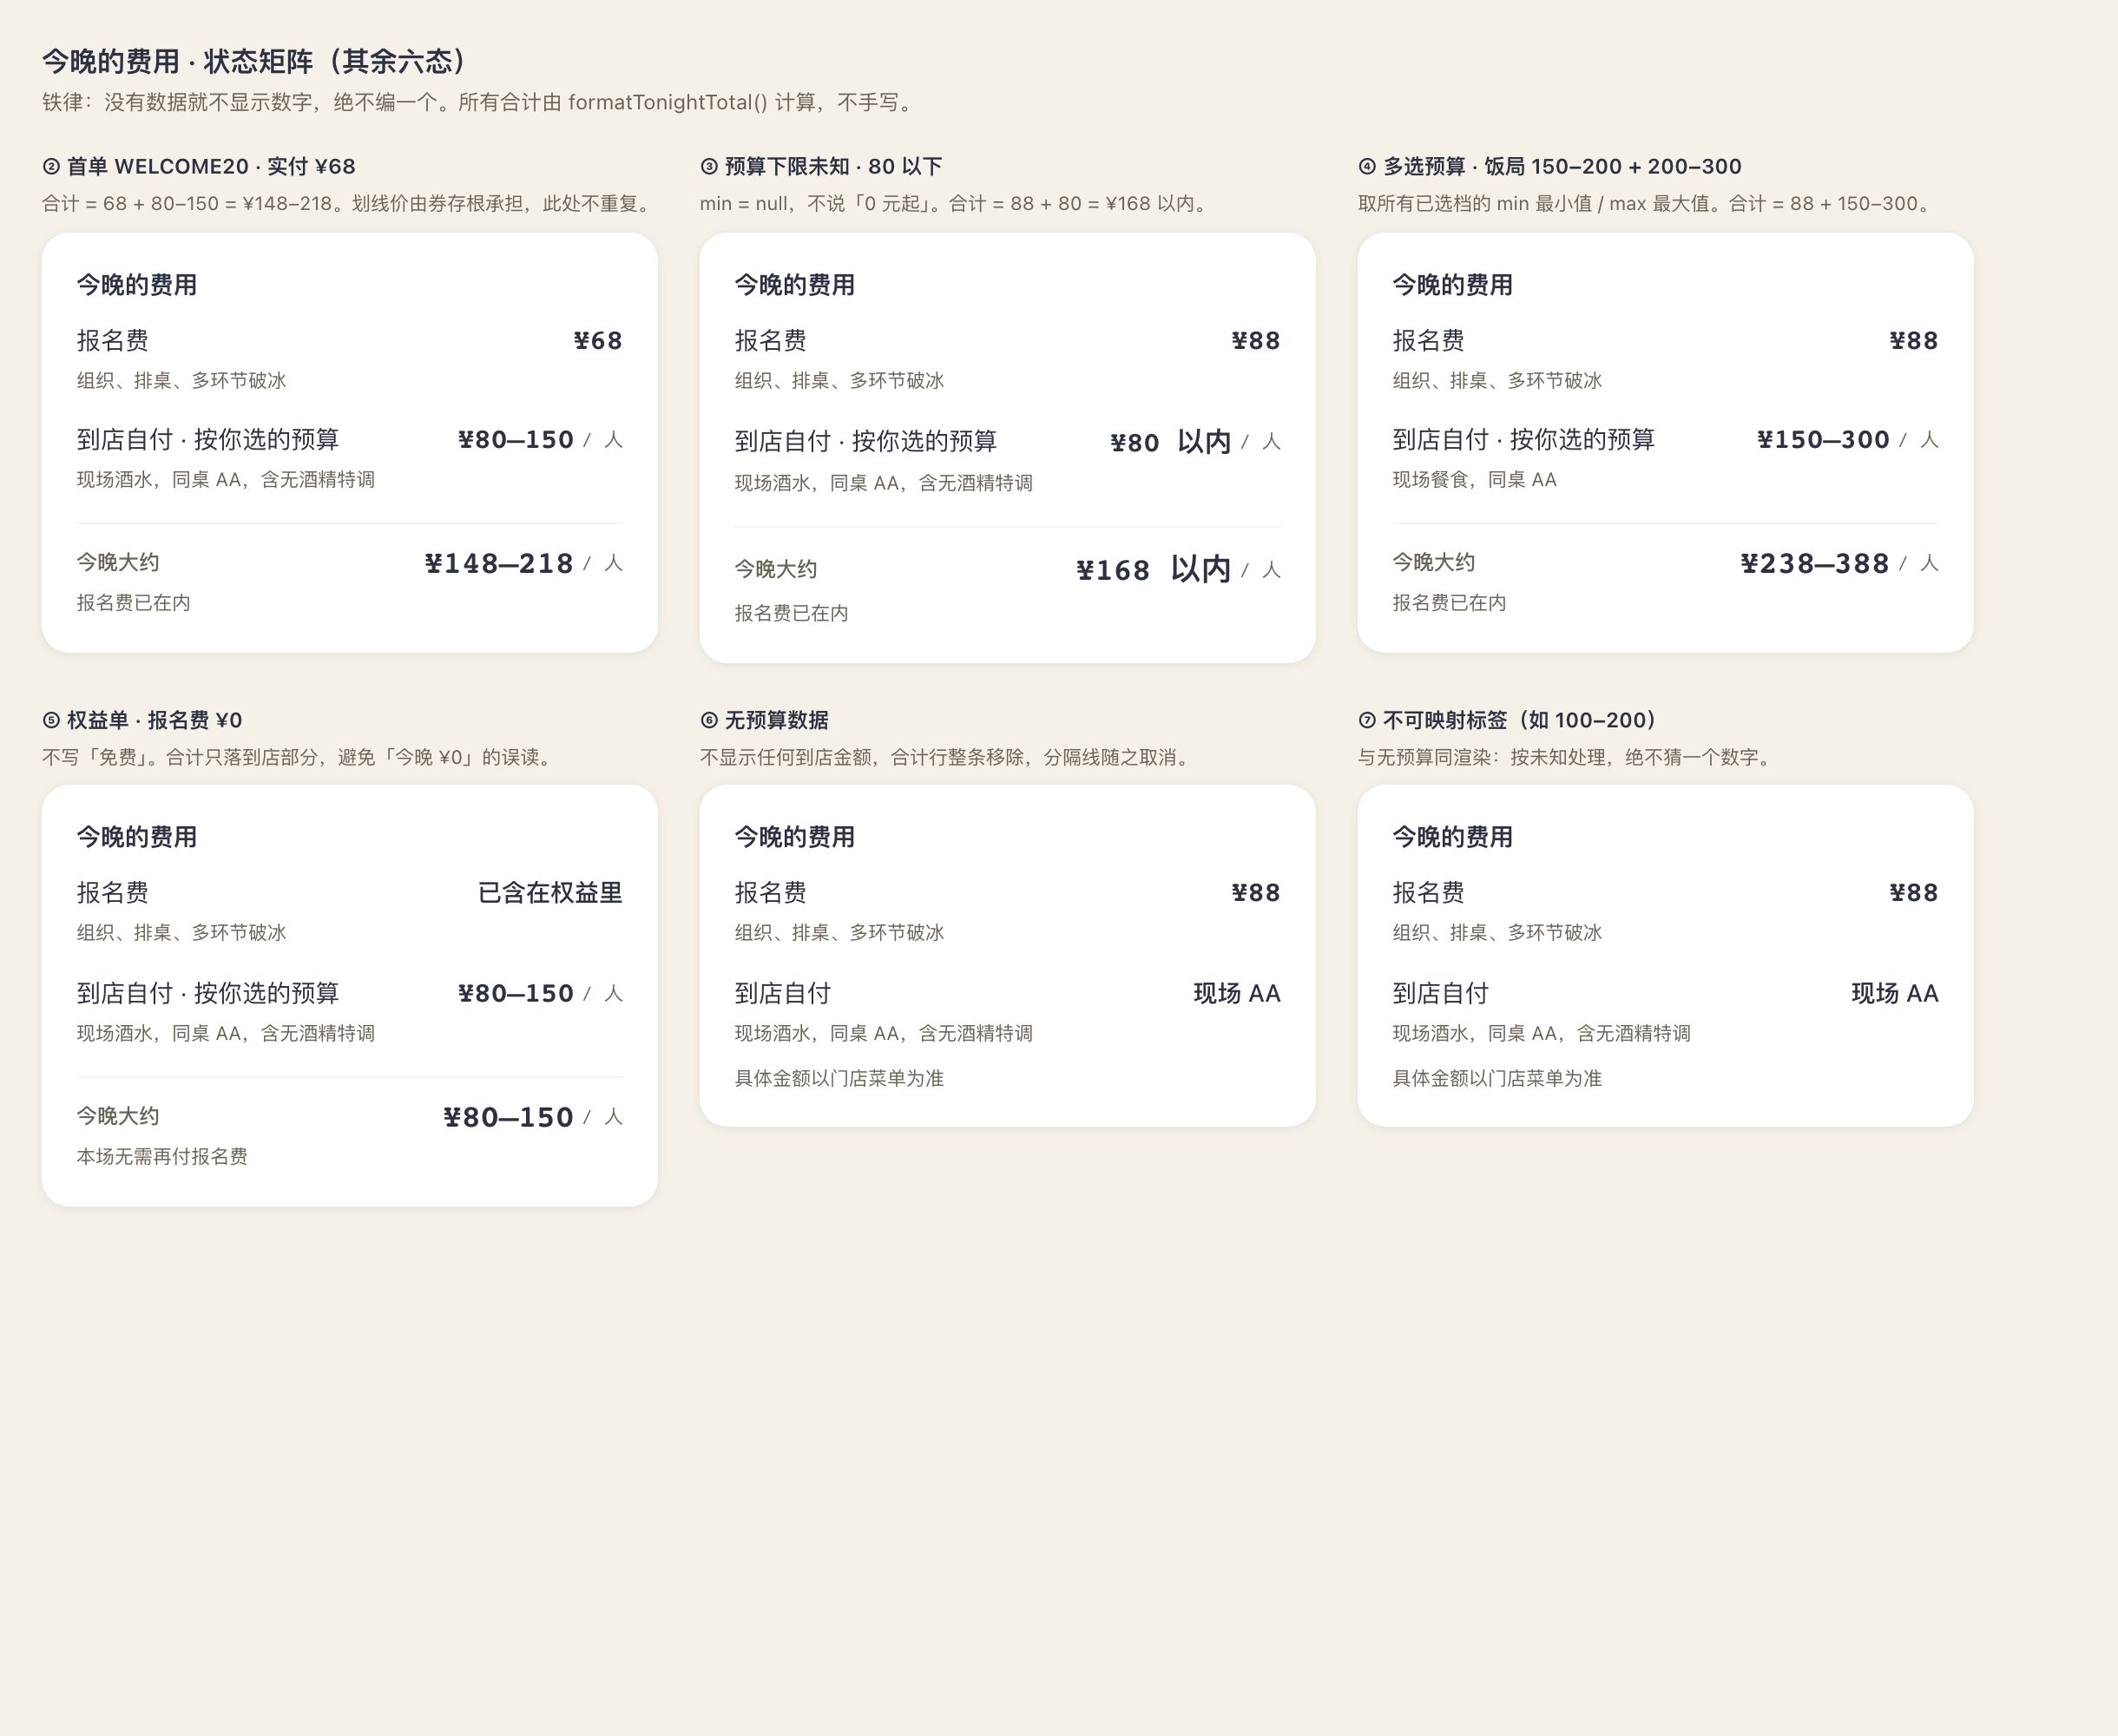 今晚的费用 · 状态矩阵（其余六态）
铁律：没有数据就不显示数字，绝不编一个。所有合计由 formatTonightTotal() 计算，不手写。
② 首单 WELCOME20 · 实付 ¥68
合计 = 68 + 80–150 = ¥148–218。划线价由券存根承担，此处不重复。
今晚的费用
报名费 ¥68
组织、排桌、多环节破冰
到店自付 · 按你选的预算 ¥80–150 / 人
现场酒水，同桌 AA，含无酒精特调
今晚大约 ¥148–218 / 人
报名费已在内
③ 预算下限未知 · 80 以下
min = null，不说「0 元起」。合计 = 88 + 80 = ¥168 以内。
今晚的费用
报名费 ¥88
组织、排桌、多环节破冰
到店自付 · 按你选的预算 ¥80 以内 / 人
现场酒水，同桌 AA，含无酒精特调
今晚大约 ¥168 以内 / 人
报名费已在内
④ 多选预算 · 饭局 150–200 + 200–300
取所有已选档的 min 最小值 / max 最大值。合计 = 88 + 150–300。
今晚的费用
报名费 ¥88
组织、排桌、多环节破冰
到店自付 · 按你选的预算 ¥150–300 / 人
现场餐食，同桌 AA
今晚大约 ¥238–388 / 人
报名费已在内
⑤ 权益单 · 报名费 ¥0
不写「免费」。合计只落到店部分，避免「今晚 ¥0」的误读。
今晚的费用
报名费 已含在权益里
组织、排桌、多环节破冰
到店自付 · 按你选的预算 ¥80–150 / 人
现场酒水，同桌 AA，含无酒精特调
今晚大约 ¥80–150 / 人
本场无需再付报名费
⑥ 无预算数据
不显示任何到店金额，合计行整条移除，分隔线随之取消。
今晚的费用
报名费 ¥88
组织、排桌、多环节破冰
到店自付 现场 AA
现场酒水，同桌 AA，含无酒精特调
具体金额以门店菜单为准
⑦ 不可映射标签（如 100–200）
与无预算同渲染：按未知处理，绝不猜一个数字。
今晚的费用
报名费 ¥88
组织、排桌、多环节破冰
到店自付 现场 AA
现场酒水，同桌 AA，含无酒精特调
具体金额以门店菜单为准